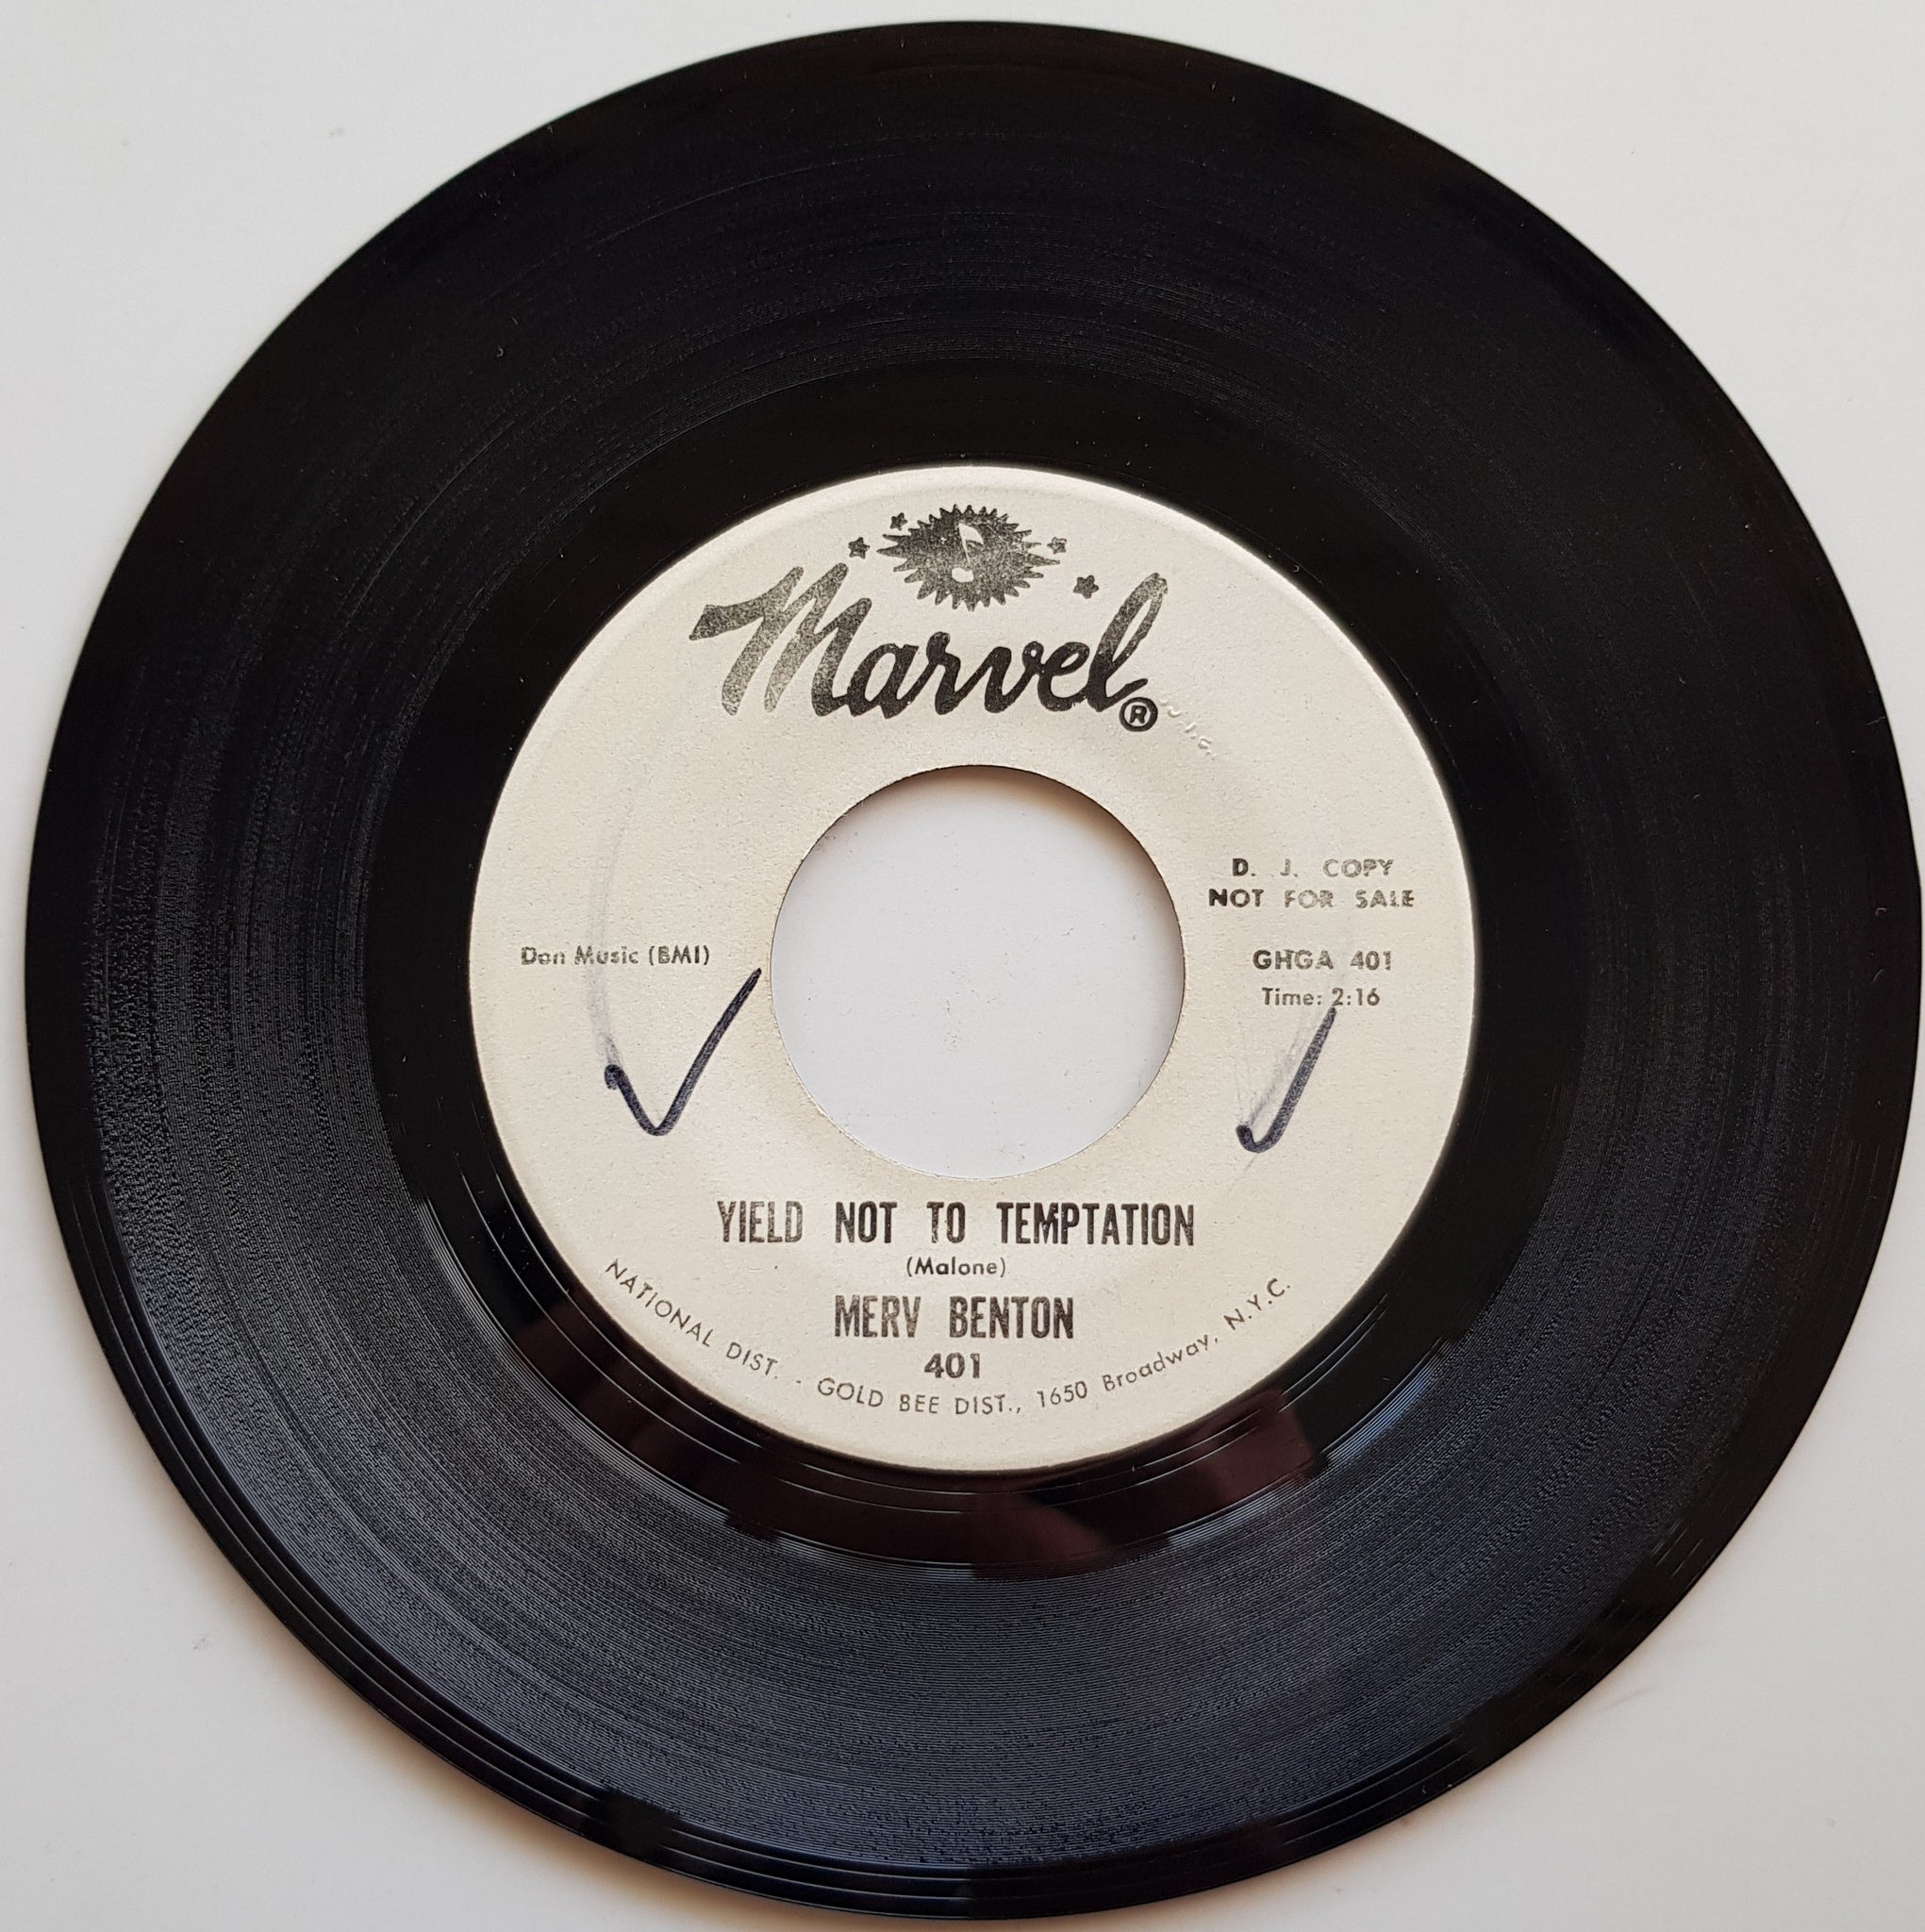 Marvel®
D. J. COPY
NOT FOR SALE
Don Music (BMI)
GHGA 401
Time: 2:16
YIELD NOT TO TEMPTATION
(Malone)
MERV BENTON
401
NATIONAL DIST. - GOLD BEE DIST., 1650 Broadway, N.Y.C.